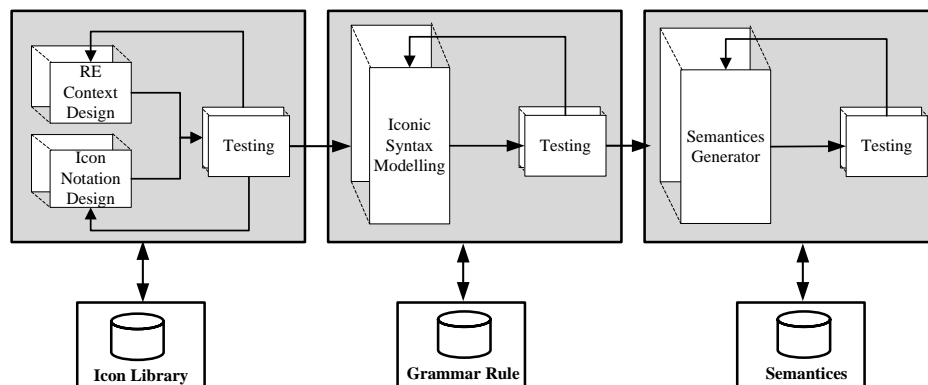 RE
Context
Design
Icon
Notation
Design
Testing
Iconic
Syntax
Modelling
Testing
Semantices
Generator
Testing
Icon Library
Grammar Rule
Semantices